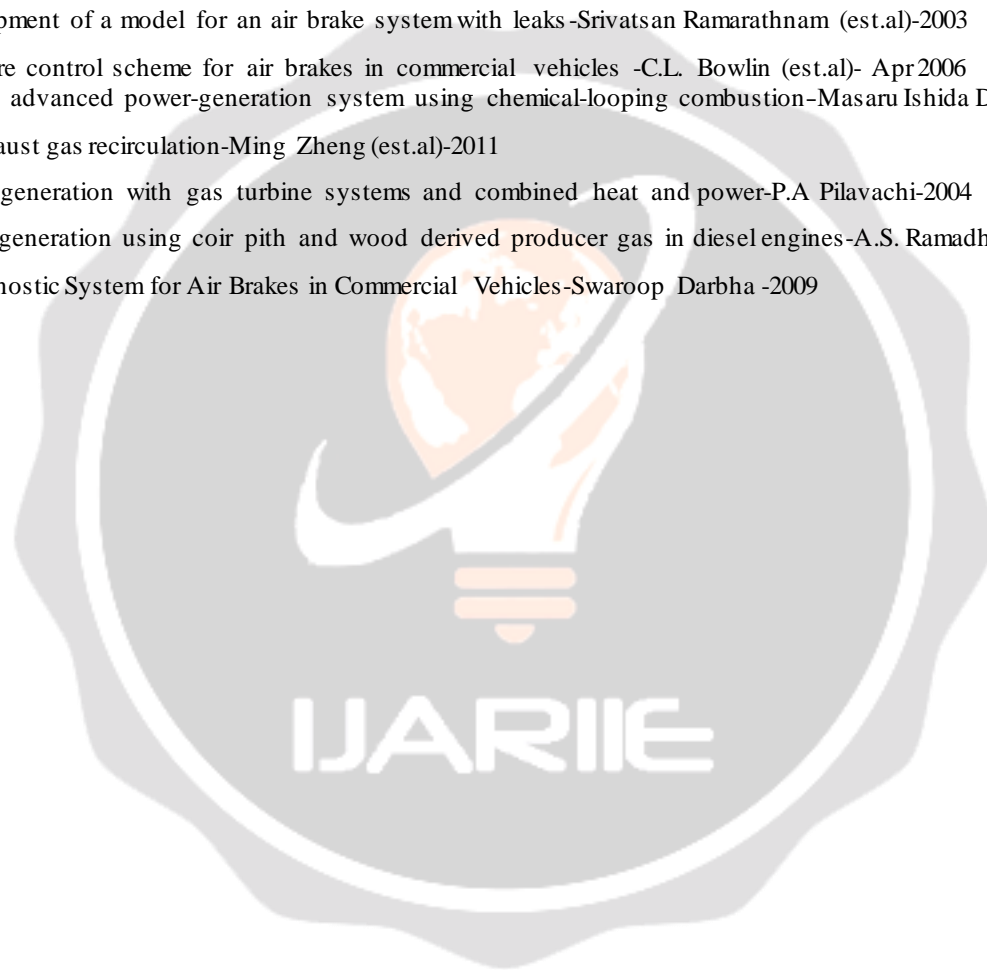 pment of a model for an air brake system with leaks-Srivatsan Ramarathnam (est.al)-2003
re control scheme for air brakes in commercial vehicles -C.L. Bowlin (est.al)- Apr 2006
advanced power-generation system using chemical-looping combustion–Masaru Ishida D
aust gas recirculation-Ming Zheng (est.al)-2011
generation with gas turbine systems and combined heat and power-P.A Pilavachi-2004
generation using coir pith and wood derived producer gas in diesel engines-A.S. Ramadh
nostic System for Air Brakes in Commercial Vehicles-Swaroop Darbha -2009
IJARIIE